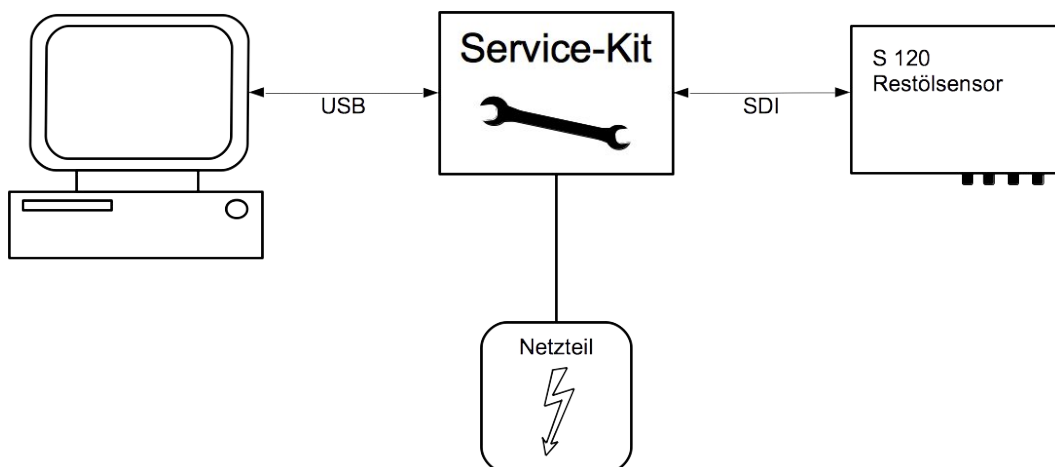 Service-Kit
S 120
Restölsensor
USB
SDI
Netzteil